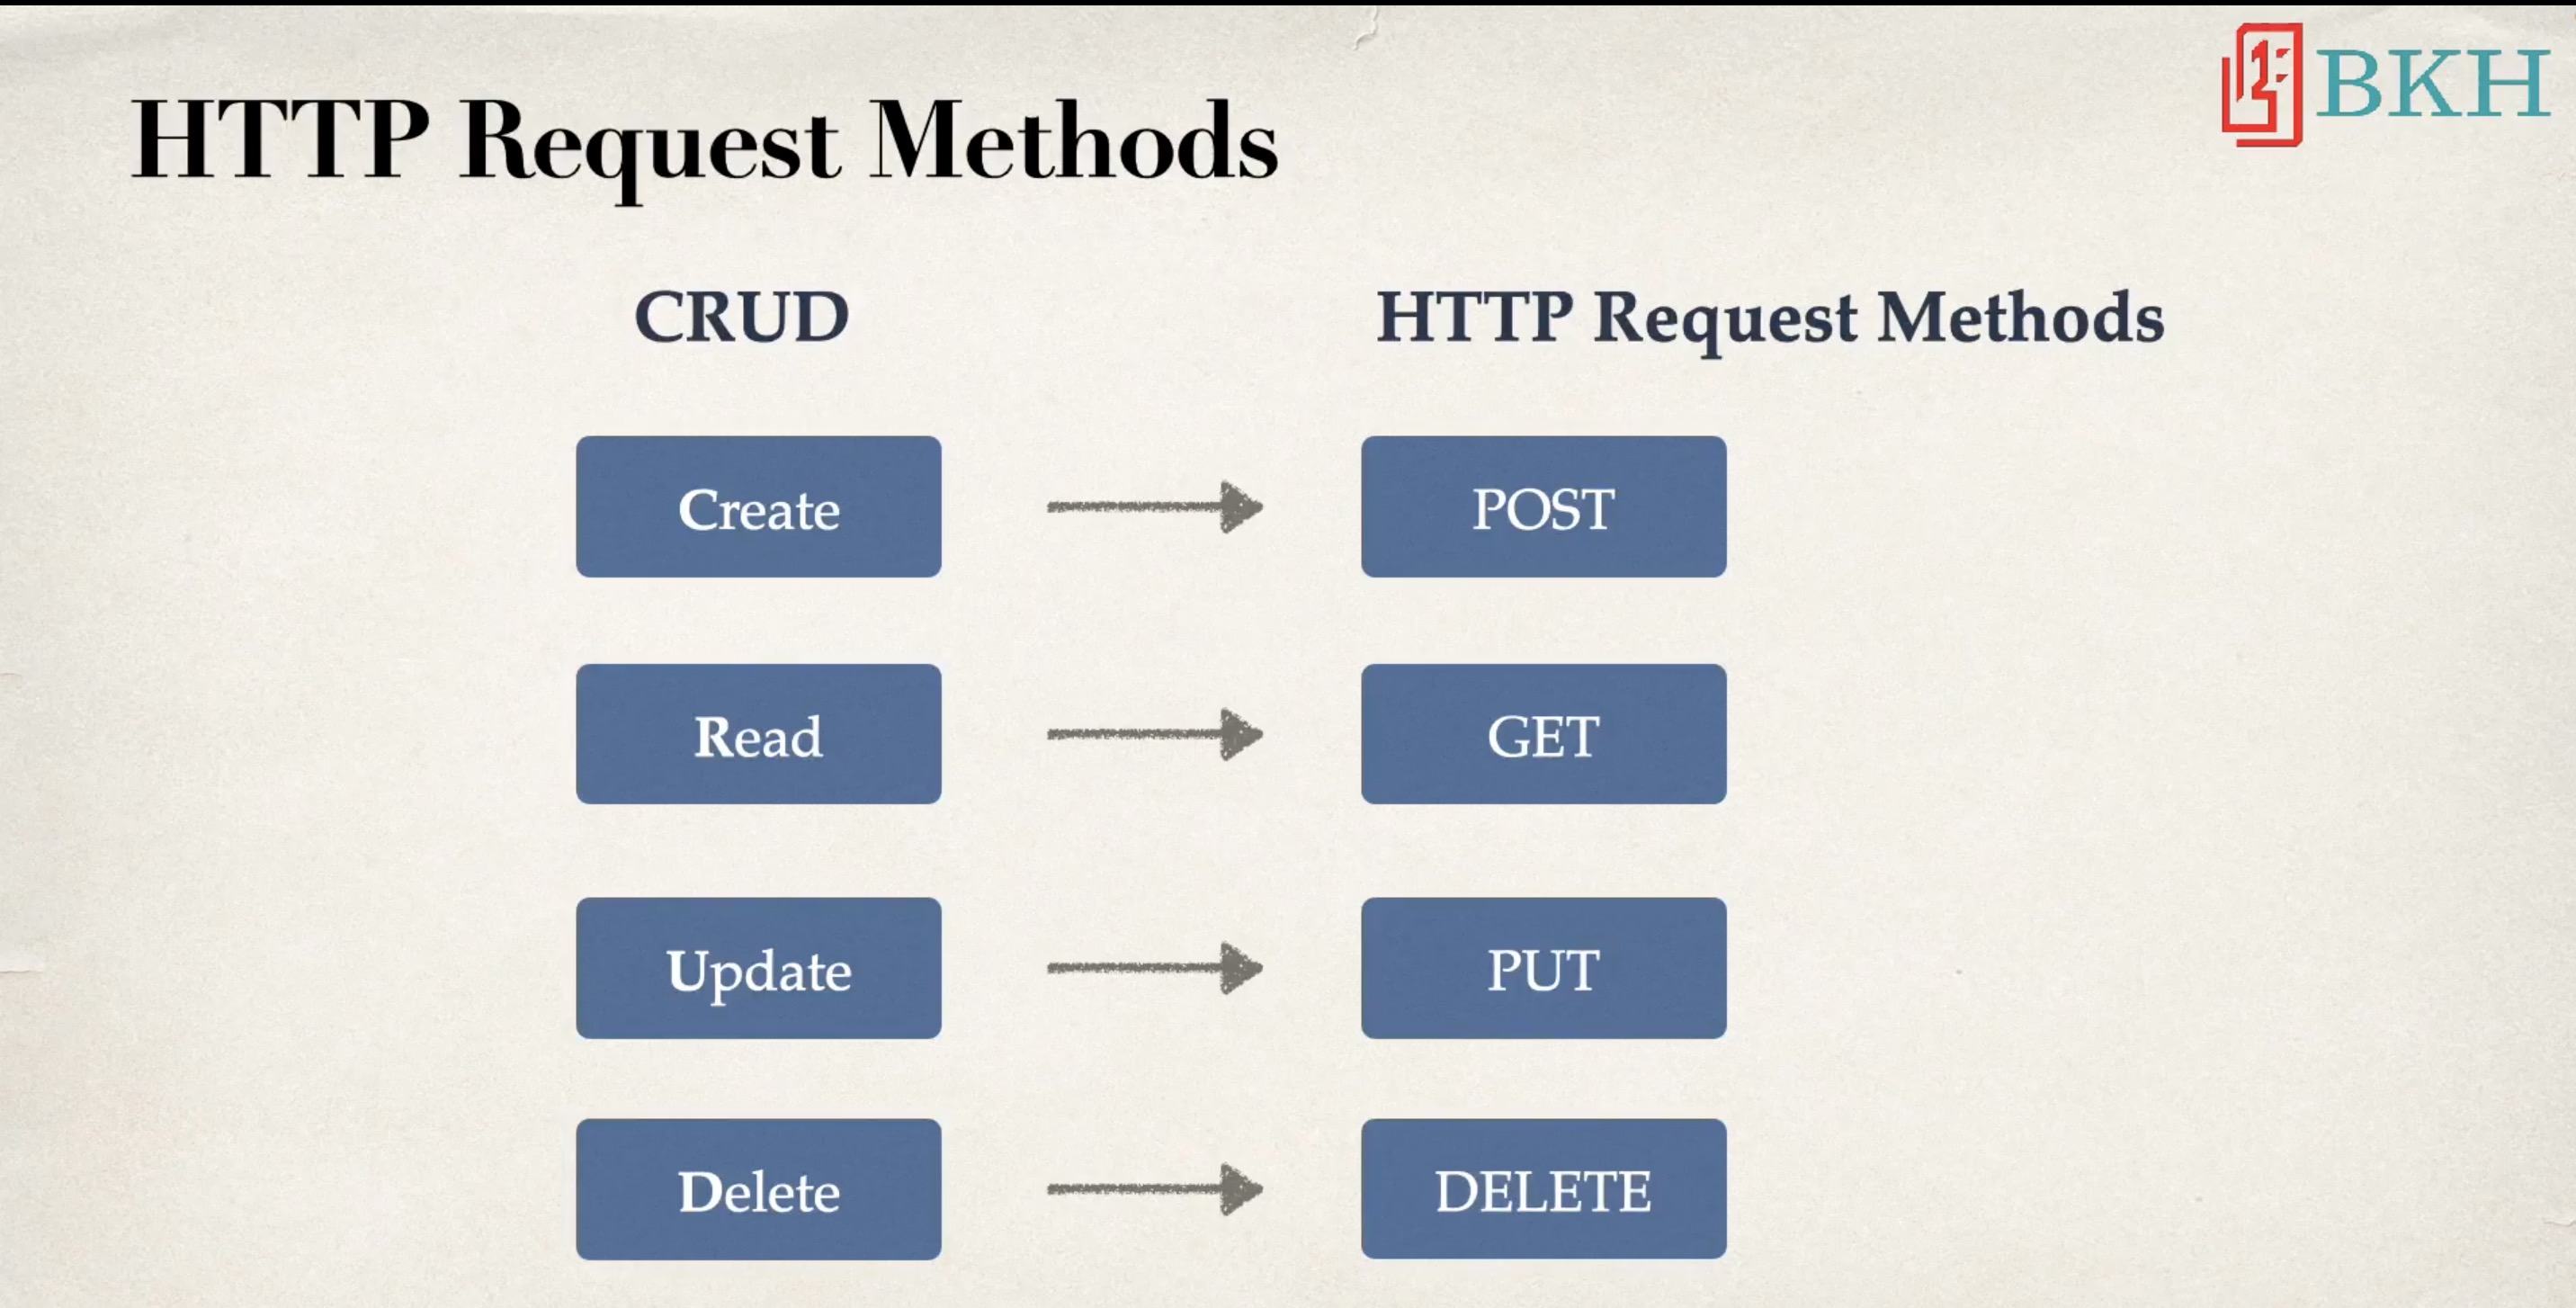 BKH
HTTP Request Methods
CRUD
HTTP Request Methods
Create
POST
Read
GET
Update
PUT
Delete
DELETE